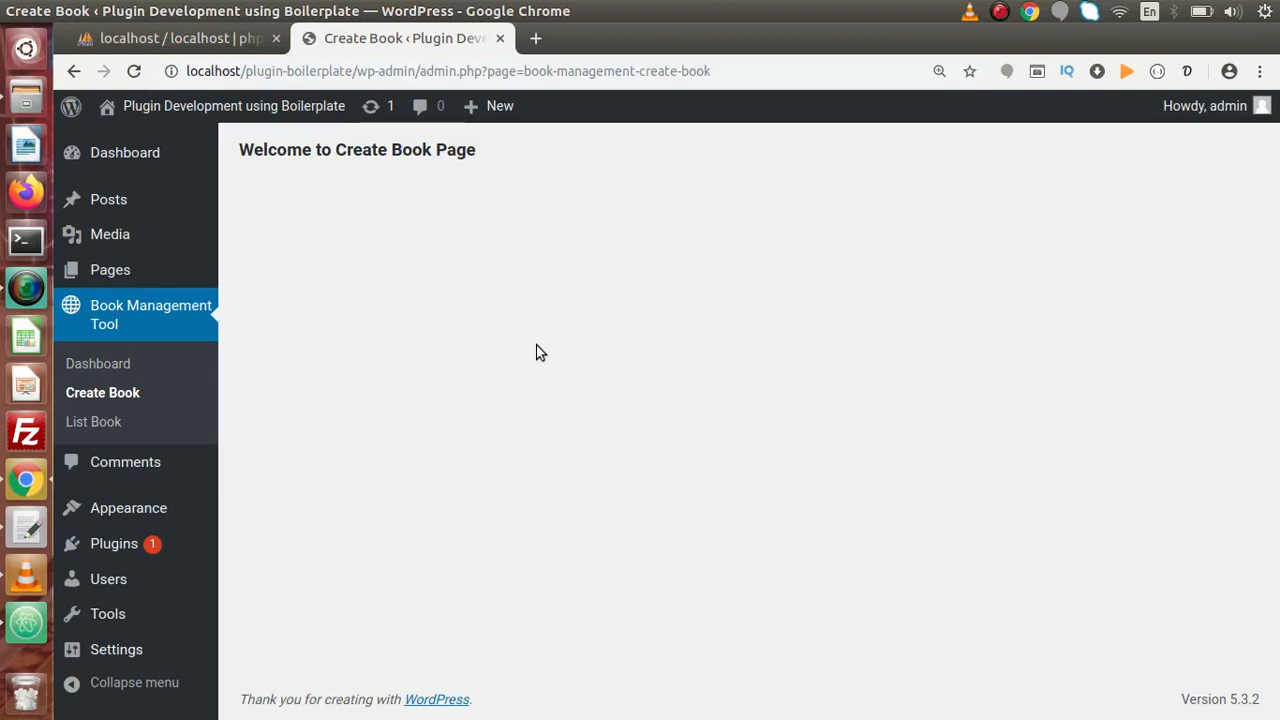 Create Book ‹ Plugin Development using Boilerplate — WordPress - Google Chrome
En
localhost / localhost | php
Create Book ‹ Plugin Deve
localhost/plugin-boilerplate/wp-admin/admin.php?page=book-management-create-book
IQ
Plugin Development using Boilerplate
1
0
New
Howdy, admin
Welcome to Create Book Page
Dashboard
Posts
Media
Pages
Book Management
Tool
Dashboard
Create Book
List Book
Comments
Appearance
Plugins 1
Users
Tools
Settings
Collapse menu
Thank you for creating with WordPress.
Version 5.3.2